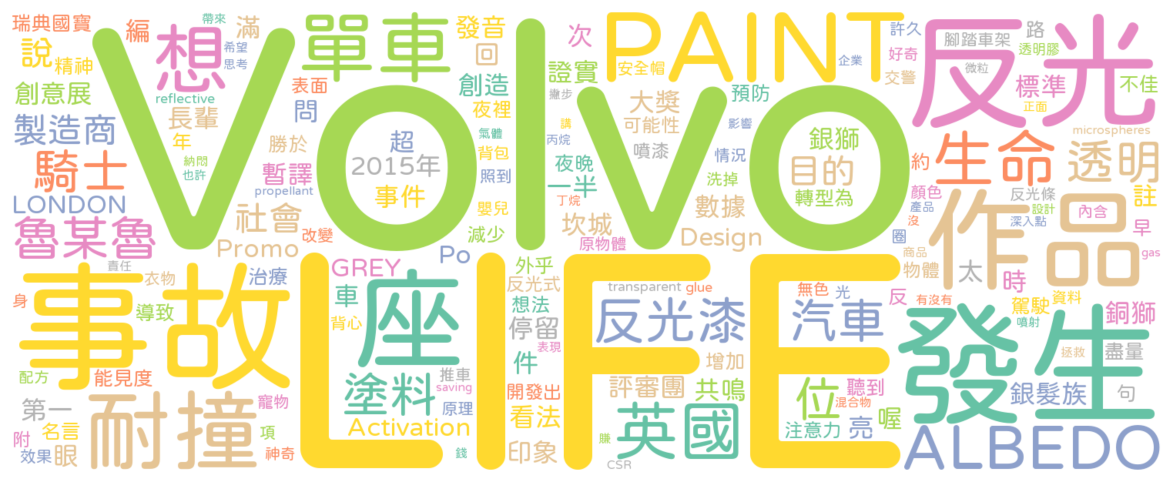 瑞典國寶
帶來
編
滿
想
希望
思考
單車
發音
回
次
PAINT
安全帽
企業
許久
好奇
交警
反光
腳踏車架
路
透明膠
微粒
標準
不佳
正面
說
精神
創意展
reflective
表面
創造
證實
撇步
大獎
可能性
預防
製造商
長輩
年
問
夜裡
Volvo
超
2015年
事件
勝於
納悶
也許
暫譯
propellant
氣體
背包
照到
嬰兒
減少
騎士
LONDON
魯某魯
社會
Promo
改變
Po
夜晚
一半
丁烷
丙烷
請
噴漆
影響
情況
洗掉
數據
坎城
原物體
Design
銀獅
目的
轉型為
生命
約
microspheres
透明
顏色
產品
沒
反光條
設計
深入點
圈
作品
內含
註
早
gas
商品
物體
太
時
責任
衣物
治療
GREY
外乎
反光式
transparent
glue
無色
光
反
有沒有
駕駛
資料
噴射
銅獅
事故
身
導致
車
背心
座
想法
停留
表現
件
反光漆
汽車
發生
拯救
盡量
配方
能見度
推車
saving
LIFE
增加
開發出
評審團
共鳴
位
聽到
混合物
銀髮族
句
第一
附
名言
效果
眼
耐撞
寵物
項
神奇
塗料
原理
Activation
錢
看法
印象
英國
賺
CSR
注意力
亮
喔
ALBEDO